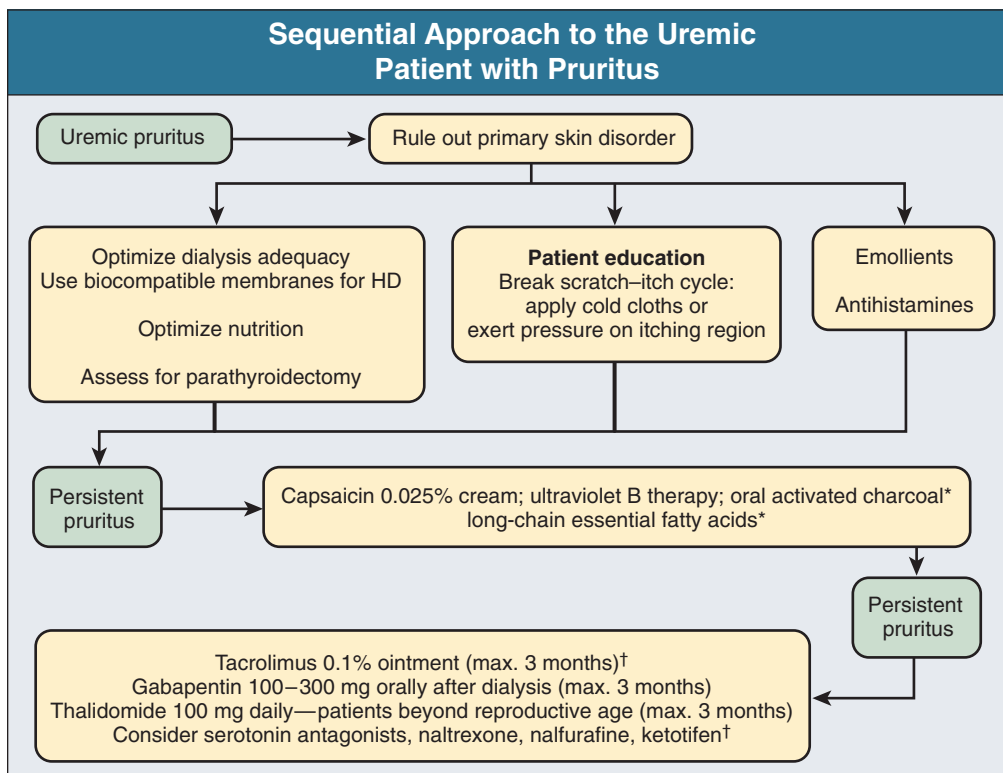 Sequential Approach to the Uremic
Patient with Pruritus
Uremic pruritus
Rule out primary skin disorder
Optimize dialysis adequacy
Use biocompatible membranes for HD
Optimize nutrition
Assess for parathyroidectomy
Patient education
Break scratch–itch cycle:
apply cold cloths or
exert pressure on itching region
Emollients
Antihistamines
Persistent
pruritus
Capsaicin 0.025% cream; ultraviolet B therapy; oral activated charcoal*
long-chain essential fatty acids*
Persistent
pruritus
Tacrolimus 0.1% ointment (max. 3 months)†
Gabapentin 100–300 mg orally after dialysis (max. 3 months)
Thalidomide 100 mg daily—patients beyond reproductive age (max. 3 months)
Consider serotonin antagonists, naltrexone, nalfurafine, ketotifen†